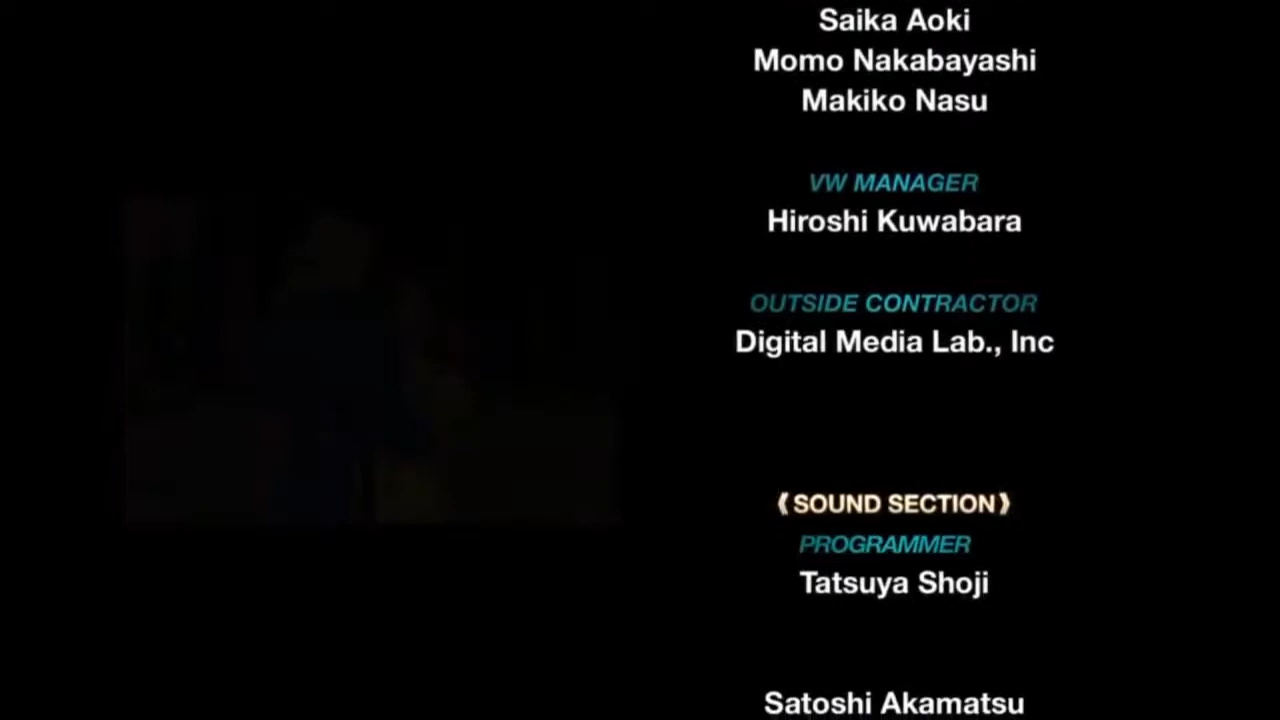 Saika Aoki
Momo Nakabayashi
Makiko Nasu
VW MANAGER
Hiroshi Kuwabara
OUTSIDE CONTRACTOR
Digital Media Lab., Inc
《SOUND SECTION》
PROGRAMMER
Tatsuya Shoji
Satoshi Akamatsu